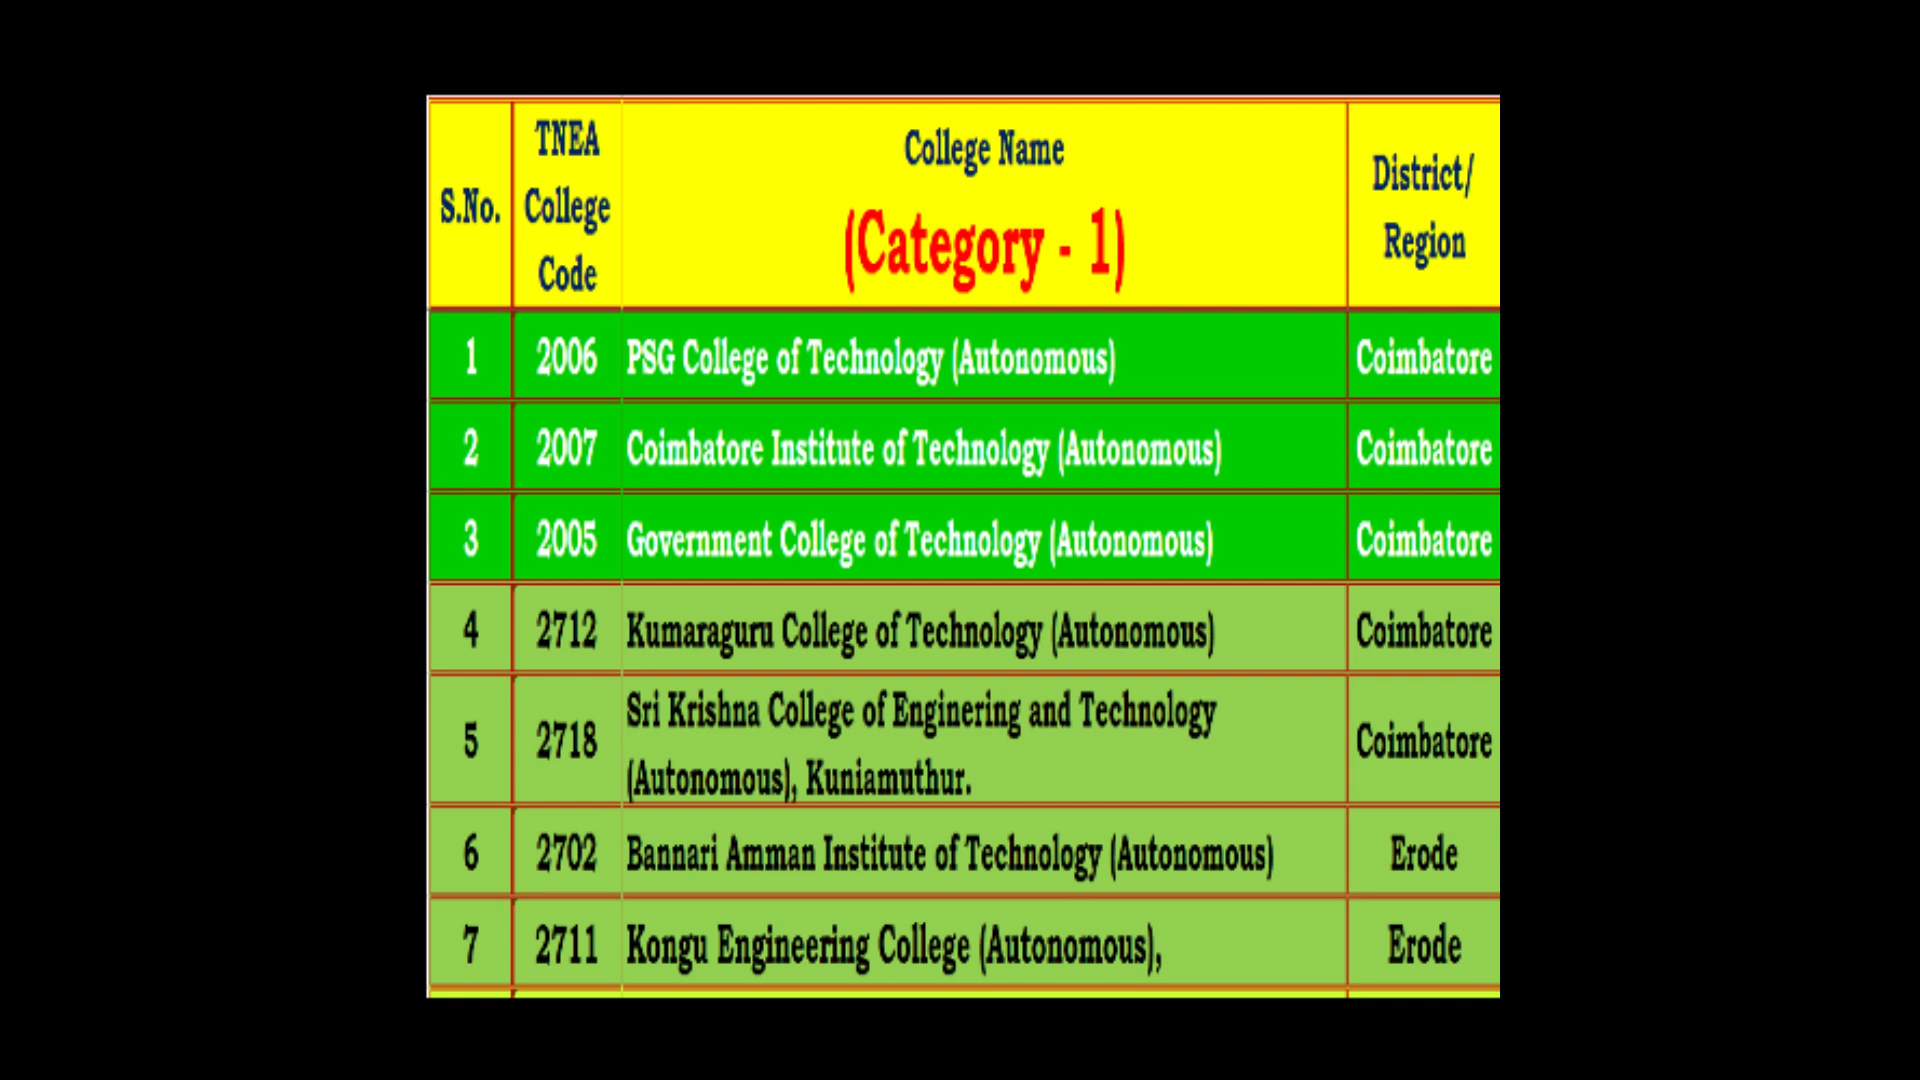 S.No. TNEA College Code College Name (Category - 1) District/ Region
1 2006 PSG College of Technology (Autonomous) Coimbatore
2 2007 Coimbatore Institute of Technology (Autonomous) Coimbatore
3 2005 Government College of Technology (Autonomous) Coimbatore
4 2712 Kumaraguru College of Technology (Autonomous) Coimbatore
5 2718 Sri Krishna College of Enginering and Technology (Autonomous), Kuniamuthur. Coimbatore
6 2702 Bannari Amman Institute of Technology (Autonomous) Erode
7 2711 Kongu Engineering College (Autonomous), Erode